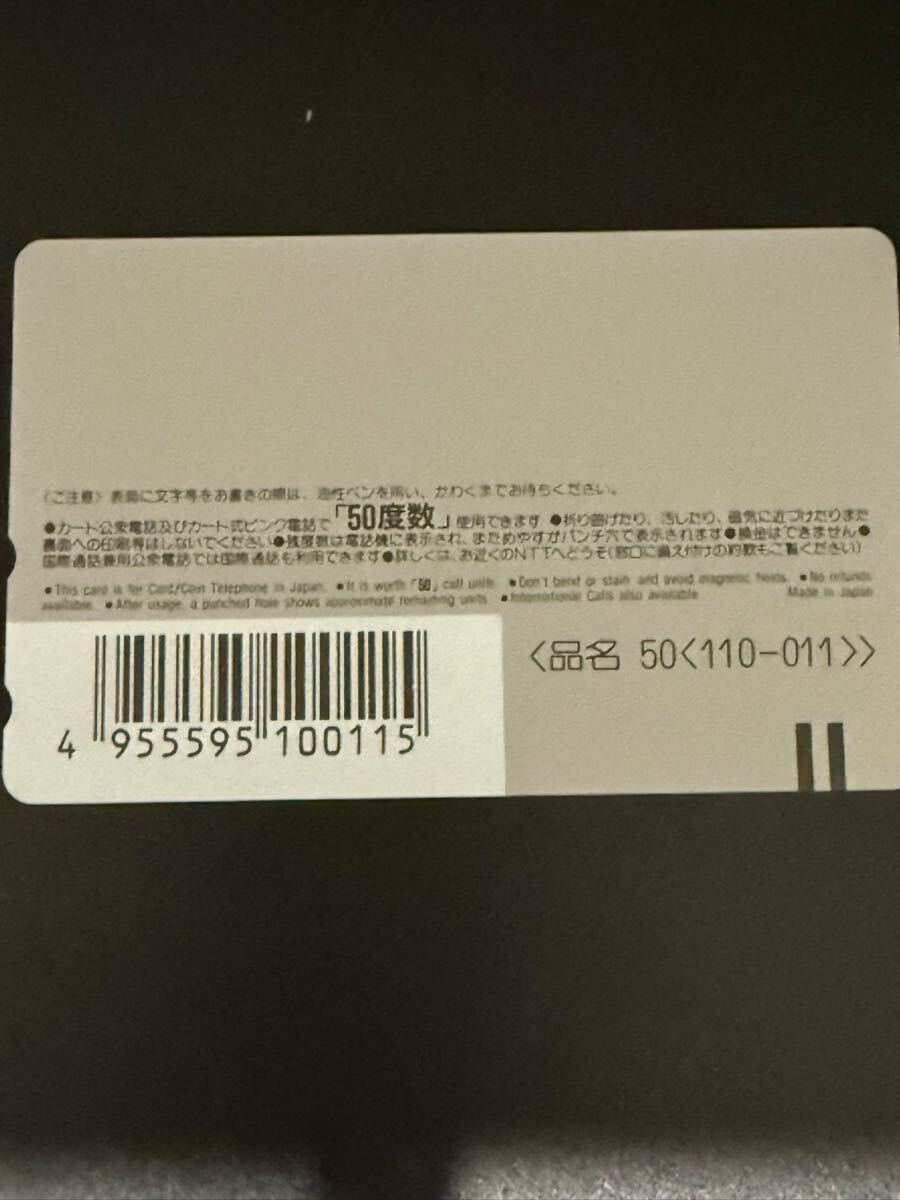 〈ご注意〉表面に文字等をお書きの際は、油性ペンを用い、かわくまでお待ちください。
●カード公衆電話及びカード式ピンク電話で「50度数」使用できます ●折り曲げたり、汚したり、磁気に近づけたりまた
裏面への印刷等はしないでください●残度数は電話機に表示され、まためやすがパンチ穴で表示されます●換金はできません●
国際通話兼用公衆電話では国際通話も利用できます●詳しくは、お近くのNTTへどうぞ(窓口に備え付けの約款もご覧ください)
● This card is for Card/Coin Telephone in Japan. ● It is worth 「50」 call units ● Don't bend or stain and avoid magnetic fields. ● No refunds
available. ● After usage, a punched hole shows approximate remaining units ● International Calls also available Made in Japan
〈品名 50〈110-011〉〉
4 955595 100115